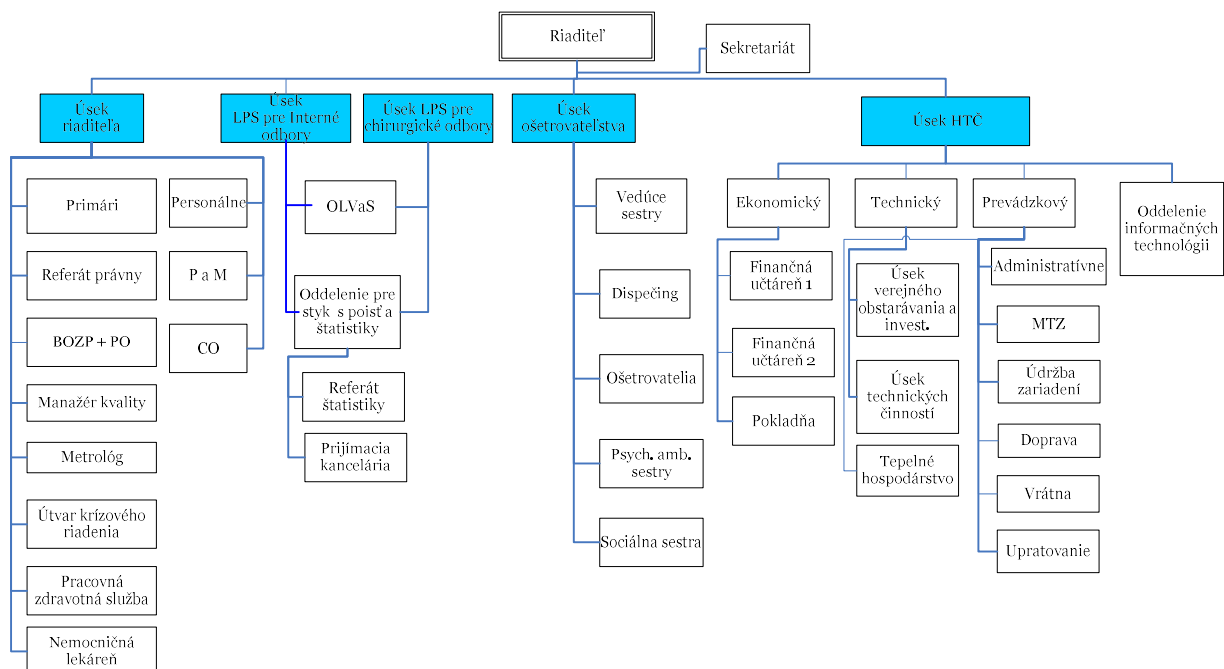 Riaditeľ
Sekretariát
Úsek
riaditeľa
Úsek
LPS pre Interné
odbory
Úsek LPS pre
chirurgické odbory
Úsek
ošetrovateľstva
Úsek HTČ
Primári
Referát právny
BOZP + PO
Manažér kvality
Metrológ
Útvar krízového
riadenia
Pracovná
zdravotná služba
Nemocničná
lekáreň
Personálne
P a M
CO
OLVaS
Oddelenie pre
styk s poisť a
štatistiky
Referát
štatistiky
Prijímacia
kancelária
Vedúce
sestry
Dispečing
Ošetrovatelia
Psych. amb.
sestry
Sociálna sestra
Ekonomický
Finančná
učtáreň 1
Finančná
učtáreň 2
Pokladňa
Technický
Úsek
verejného
obstarávania a
invest.
Úsek
technických
činností
Tepelné
hospodárstvo
Prevádzkový
Administratívne
MTZ
Údržba
zariadení
Doprava
Vrátna
Upratovanie
Oddelenie
informačných
technológii